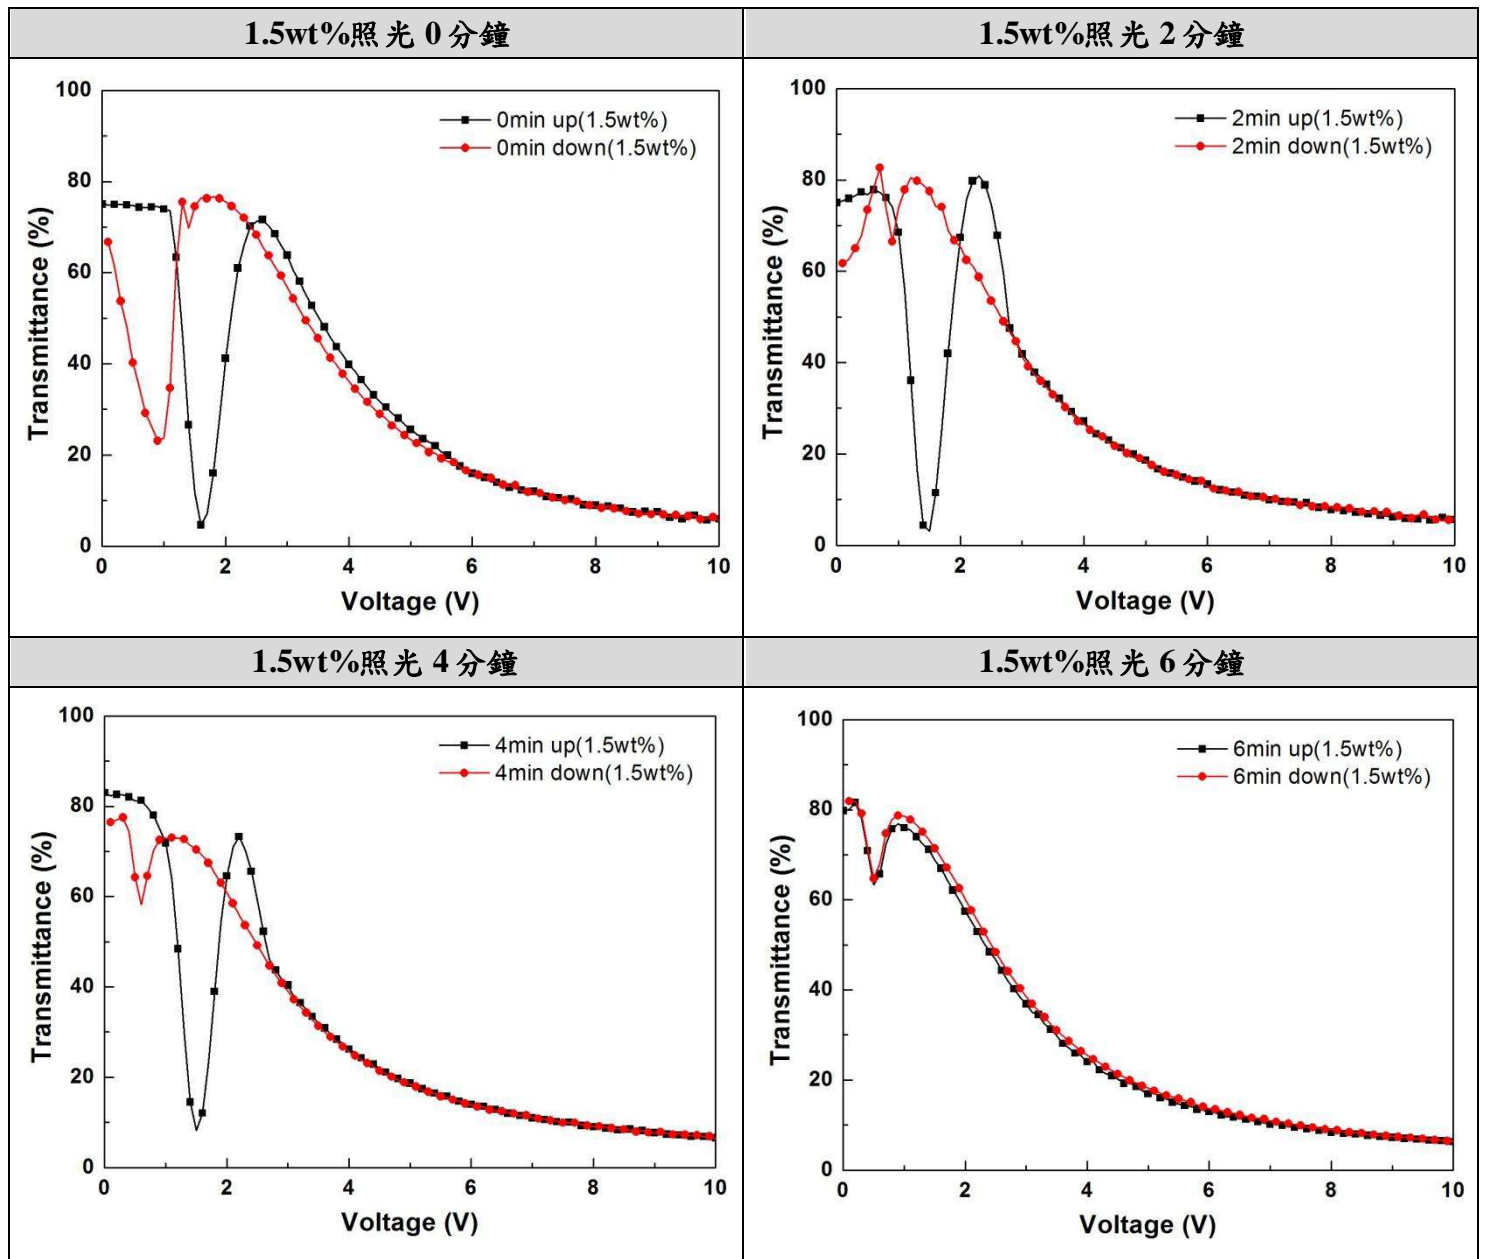 1.5wt%照光 0 分鐘
1.5wt%照光 2 分鐘
100
80
60
40
20
0
0 2 4 6 8 10
Transmittance (%)
Voltage (V)
0min up(1.5wt%)
0min down(1.5wt%)
100
80
60
40
20
0
0 2 4 6 8 10
Transmittance (%)
Voltage (V)
2min up(1.5wt%)
2min down(1.5wt%)
1.5wt%照光 4 分鐘
1.5wt%照光 6 分鐘
100
80
60
40
20
0
0 2 4 6 8 10
Transmittance (%)
Voltage (V)
4min up(1.5wt%)
4min down(1.5wt%)
100
80
60
40
20
0
0 2 4 6 8 10
Transmittance (%)
Voltage (V)
6min up(1.5wt%)
6min down(1.5wt%)